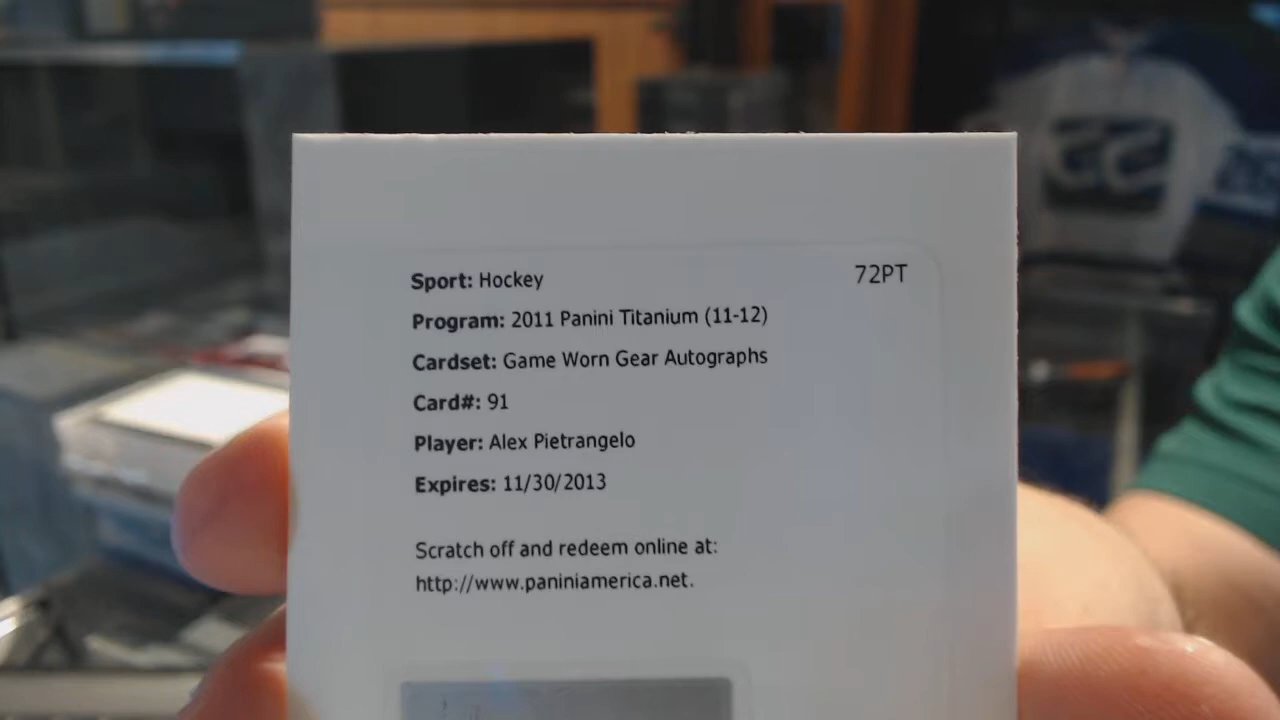 Sport: Hockey 72PT
Program: 2011 Panini Titanium (11-12)
Cardset: Game Worn Gear Autographs
Card#: 91
Player: Alex Pietrangelo
Expires: 11/30/2013
Scratch off and redeem online at:
http://www.paniniamerica.net.